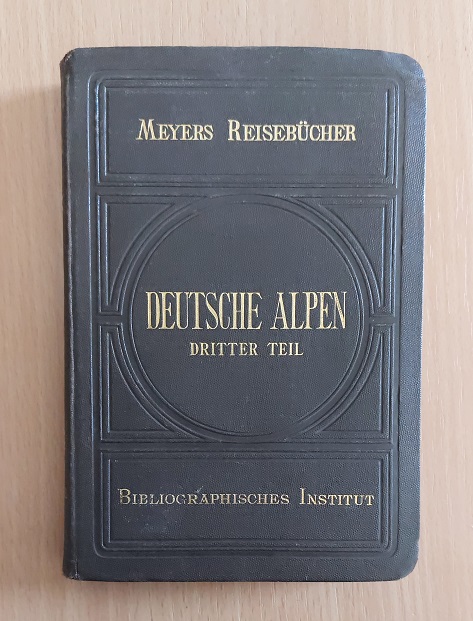 MEYERS REISEBÜCHER
DEUTSCHE ALPEN
DRITTER TEIL
BIBLIOGRAPHISCHES INSTITUT